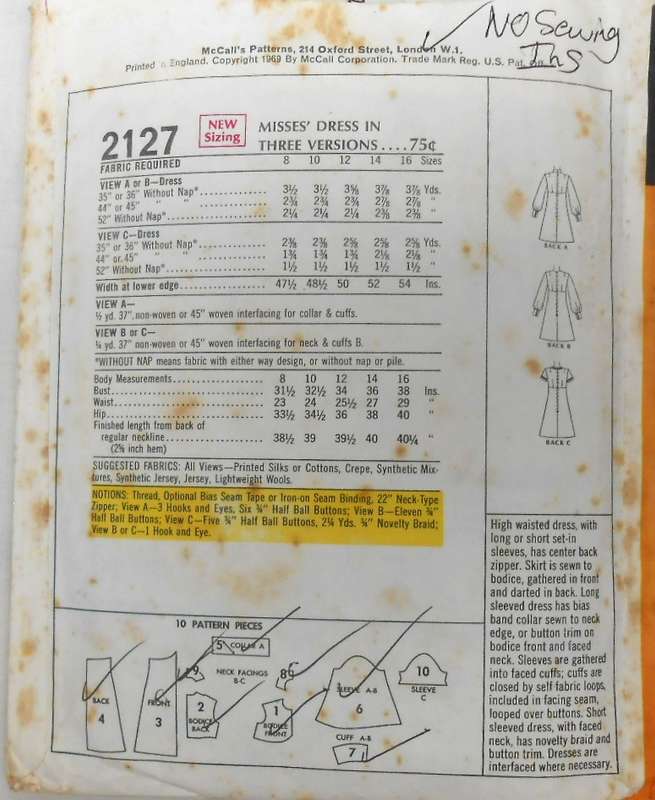 NO Sewing
Ins
McCall's Patterns, 214 Oxford Street, London W.1.
Printed in England. Copyright 1969 By McCall Corporation. Trade Mark Reg. U.S. Pat.
2127
NEW Sizing
MISSES' DRESS IN
THREE VERSIONS....75¢
FABRIC REQUIRED 8 10 12 14 16 Sizes
VIEW A or B—Dress
35" or 36" Without Nap* 3½ 3½ 3⅝ 3⅞ 3⅞ Yds.
44" or 45" " " 2¾ 2¾ 2¾ 2⅞ 2⅞ "
52" Without Nap* 2¼ 2¼ 2¼ 2⅜ 2⅜ "
VIEW C—Dress
35" or 36" Without Nap* 2⅜ 2⅜ 2⅝ 2⅝ 2⅝ Yds.
44" or 45" " " 1¾ 1¾ 1¾ 2⅛ 2⅛ "
52" Without Nap* 1½ 1½ 1½ 1½ 1½ "
Width at lower edge 47½ 48½ 50 52 54 Ins.
VIEW A—
½ yd. 37" non-woven or 45" woven interfacing for collar & cuffs.
VIEW B or C—
yd. 37" non-woven or 45" woven interfacing for neck & cuffs B.
*WITHOUT NAP means fabric with either way design, or without nap or pile.
Body Measurements 8 10 12 14 16
Bust 31½ 32½ 34 36 38 Ins.
Waist 23 24 25½ 27 29 "
Hip 33½ 34½ 36 38 40 "
Finished length from back of
regular neckline 38½ 39 39½ 40 40¼ "
(2⅝ inch hem)
SUGGESTED FABRICS: All Views—Printed Silks or Cottons, Crepe, Synthetic Mix-
tures, Synthetic Jersey, Jersey, Lightweight Wools.
NOTIONS: Thread, Optional Bias Seam Tape or Iron-on Seam Binding, 22" Neck-Type
Zipper; View A—3 Hooks and Eyes, Six ¾" Half Ball Buttons; View B—Eleven ¾"
Half Ball Buttons; View C—Five ¾" Half Ball Buttons, 2¼ Yds. ¾" Novelty Braid;
View B or C—1 Hook and Eye.
BACK A
BACK B
BACK C
High waisted dress, with
long or short set-in
sleeves, has center back
zipper. Skirt is sewn to
bodice, gathered in front
and darted in back. Long
sleeved dress has bias
band collar sewn to neck
edge, or button trim on
bodice front and faced
neck. Sleeves are gathered
into faced cuffs; cuffs are
closed by self fabric loops,
included in facing seam,
looped over buttons. Short
sleeved dress, with faced
neck, has novelty braid and
button trim. Dresses are
interfaced where necessary.
10 PATTERN PIECES
5 COLLAR A
9 NECK FACINGS 8
B-C
BACK
4
FRONT
3
2
BODICE
BACK
1
BODICE
FRONT
SLEEVE A-B
6
10
SLEEVE
C
CUFF A-B
7